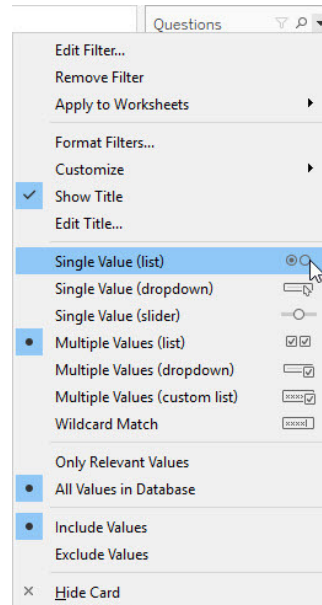 Questions
Edit Filter...
Remove Filter
Apply to Worksheets
Format Filters...
Customize
Show Title
Edit Title...
Single Value (list)
Single Value (dropdown)
Single Value (slider)
Multiple Values (list)
Multiple Values (dropdown)
Multiple Values (custom list)
Wildcard Match
Only Relevant Values
All Values in Database
Include Values
Exclude Values
Hide Card